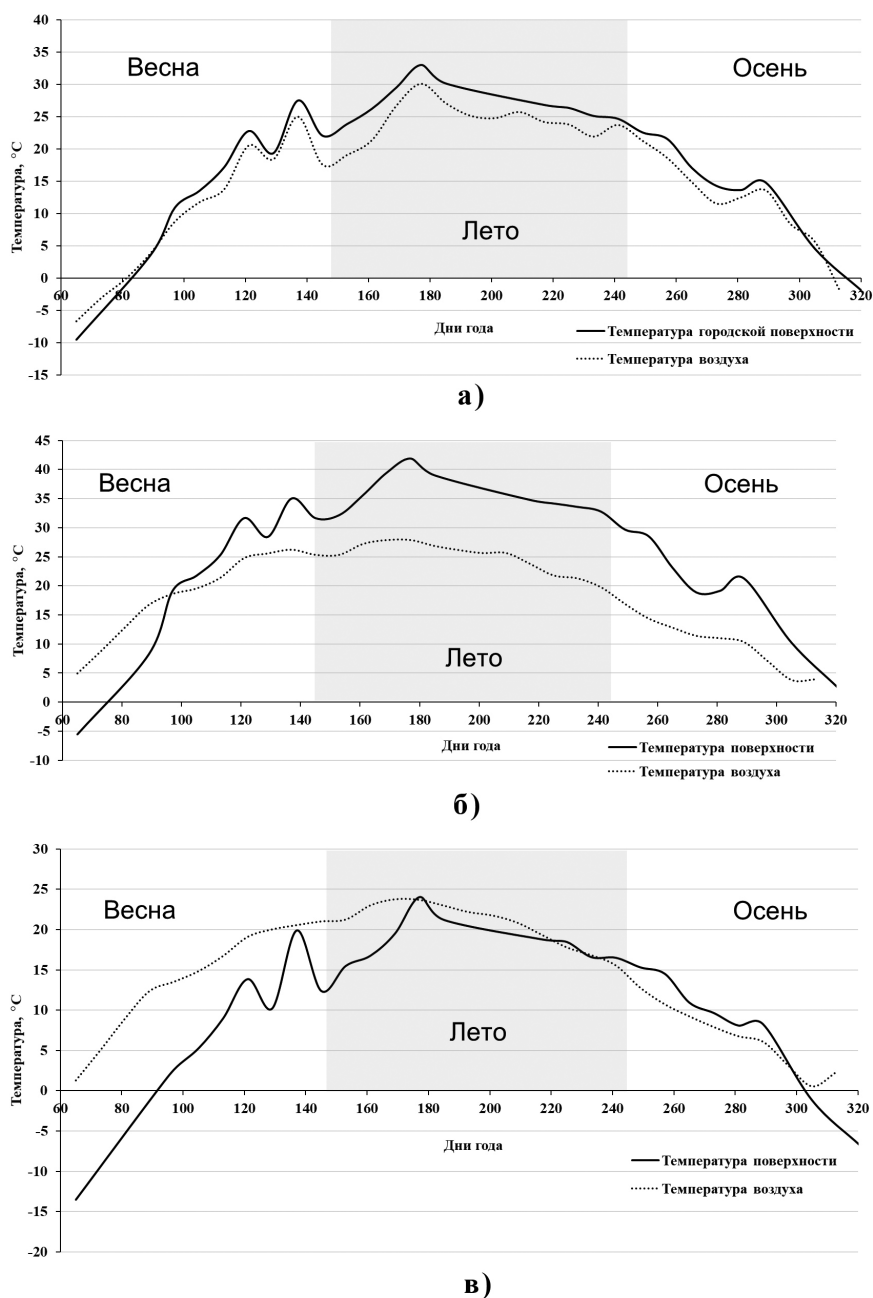 40
35
Весна
Осень
30
25
20
15
10
Лето
5
0
60 80 100 120 140 160 180 200 220 240 260 280 300 320
-5
-10
-15
Температура, °С
Дни года
Температура городской поверхности
Температура воздуха
а)
45
40
Весна
Осень
35
30
25
20
15
10
Лето
5
0
60 80 100 120 140 160 180 200 220 240 260 280 300 320
-5
-10
Температура, °С
Дни года
Температура поверхности
Температура воздуха
б)
30
25
Весна
Осень
20
15
10
Лето
5
0
60 80 100 120 140 160 180 200 220 240 260 280 300 320
-5
-10
-15
-20
Температура, °С
Дни года
Температура поверхности
Температура воздуха
в)